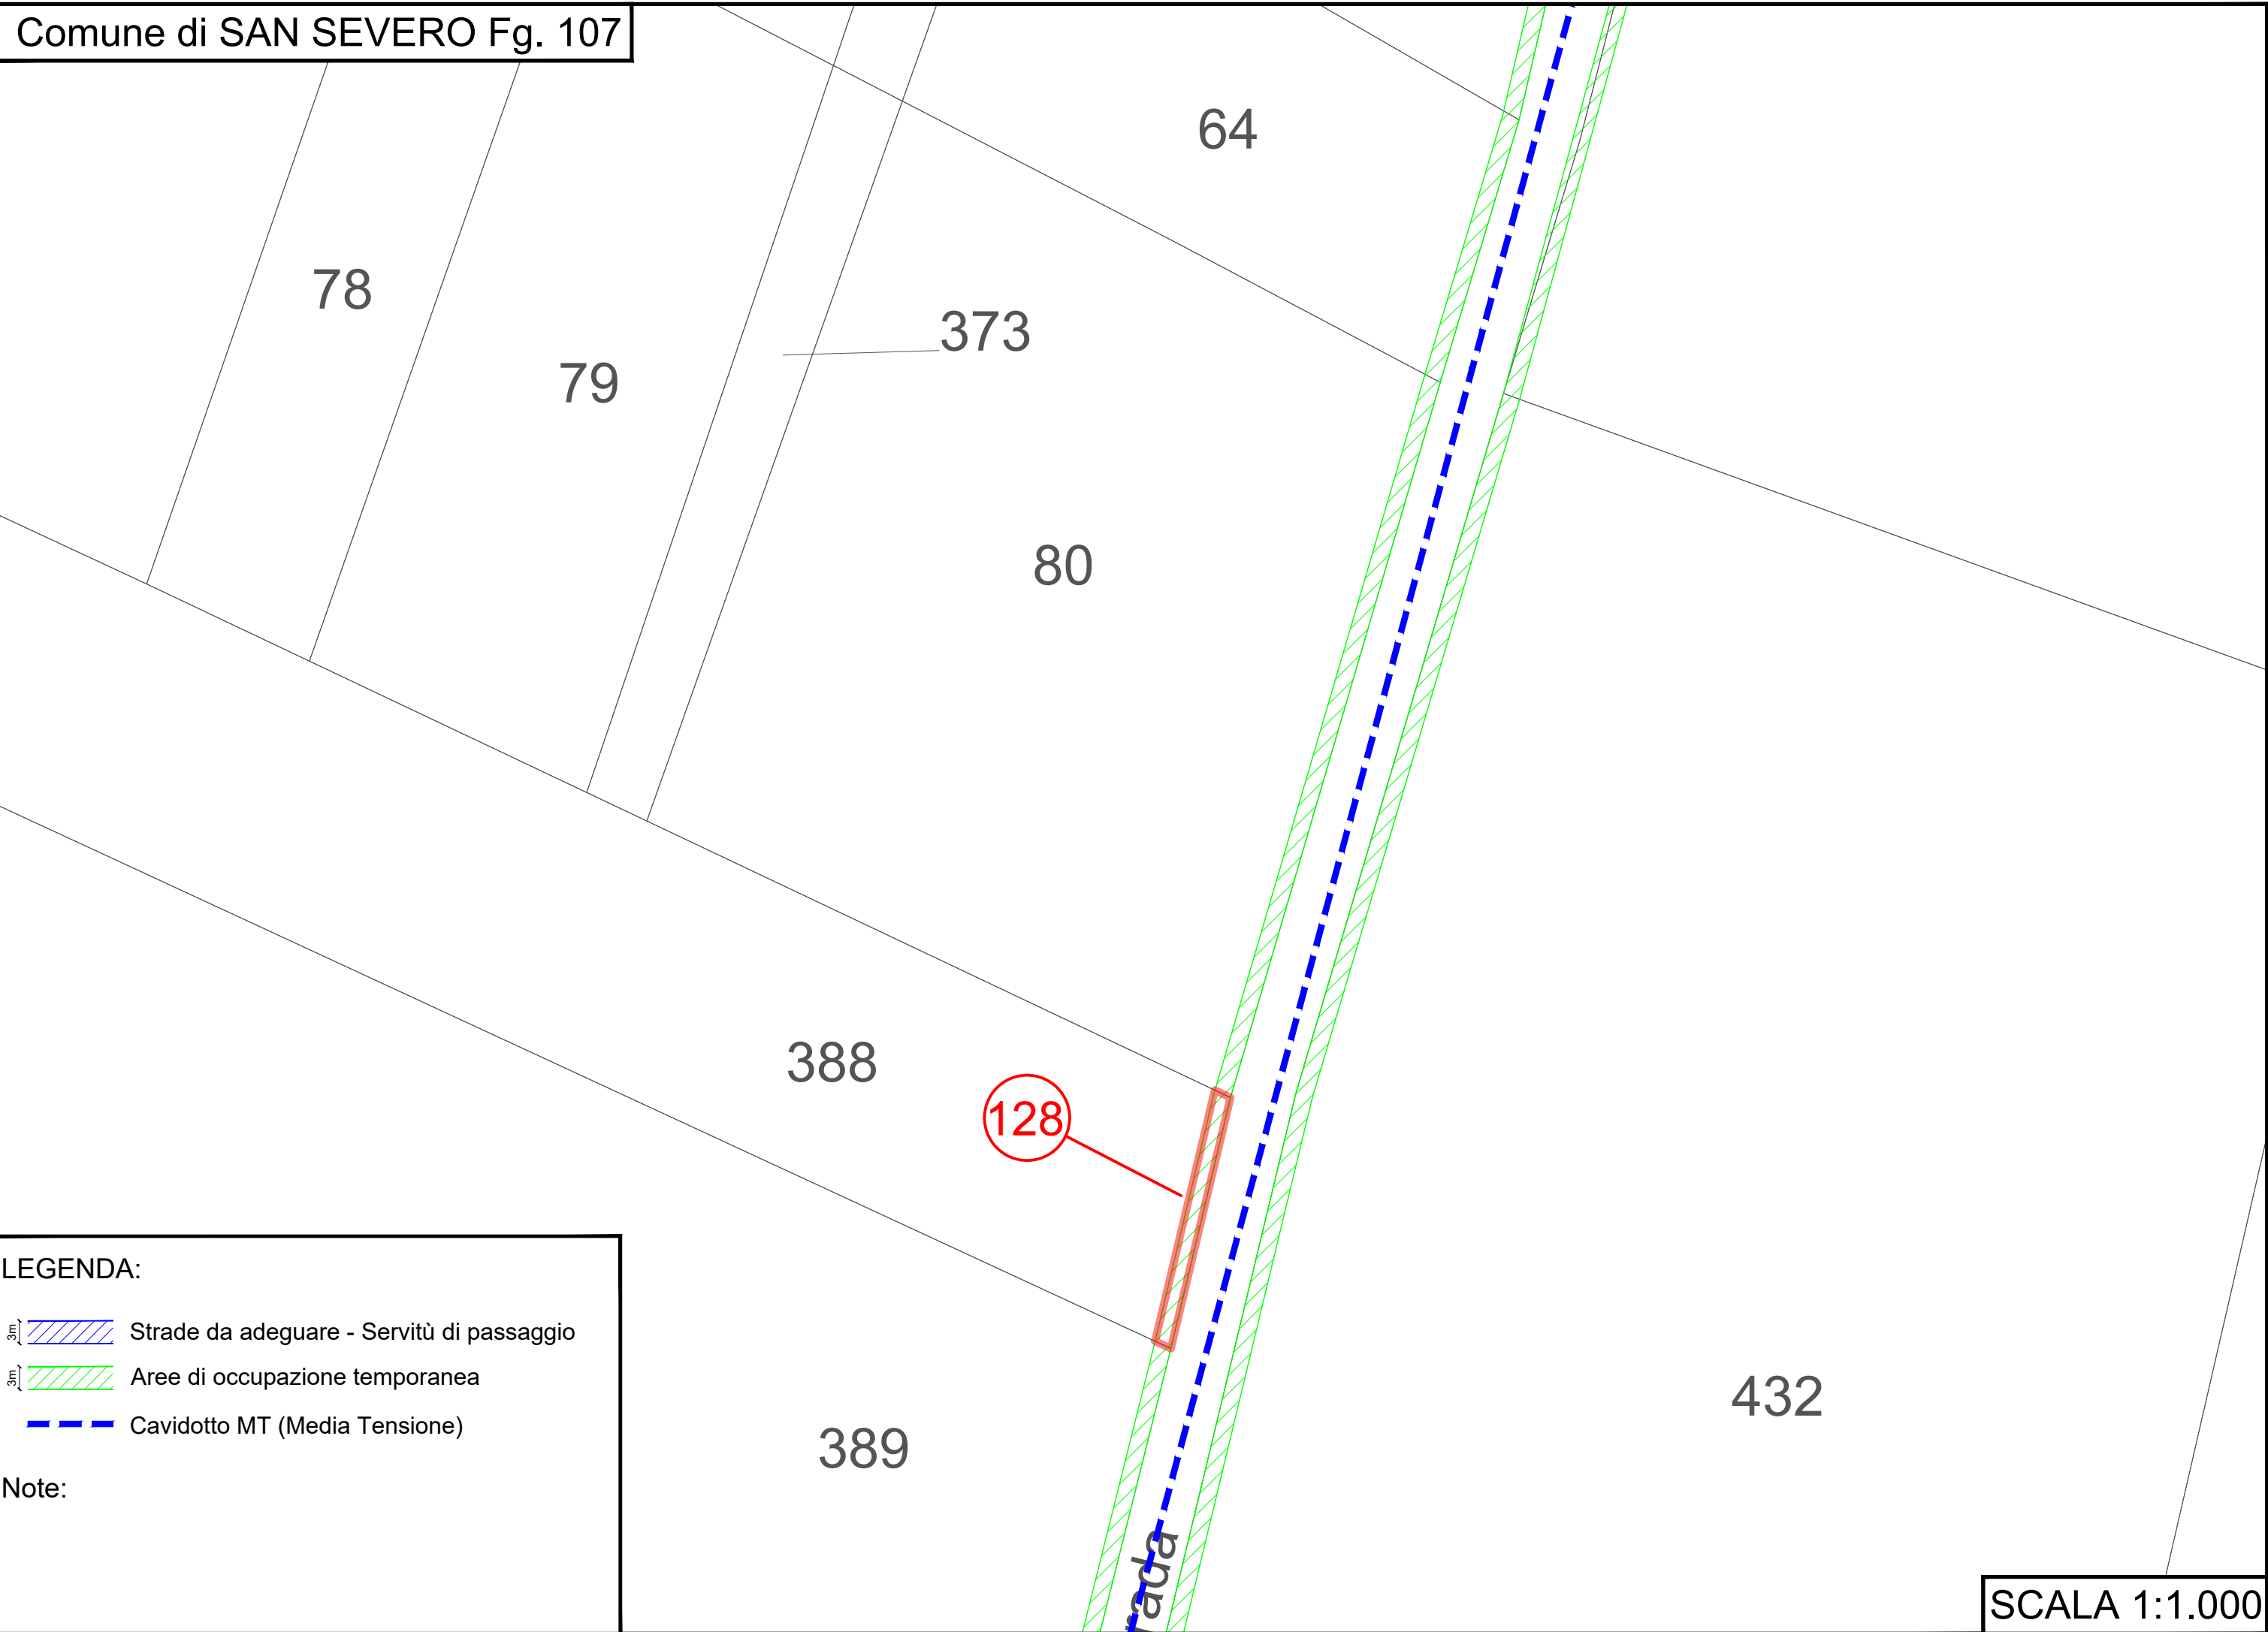 Comune di SAN SEVERO Fg. 107
64
78
373
79
80
388
128
LEGENDA:
3m
Strade da adeguare - Servitù di passaggio
3m
Aree di occupazione temporanea
Cavidotto MT (Media Tensione)
432
389
Note:
rada
SCALA 1:1.000